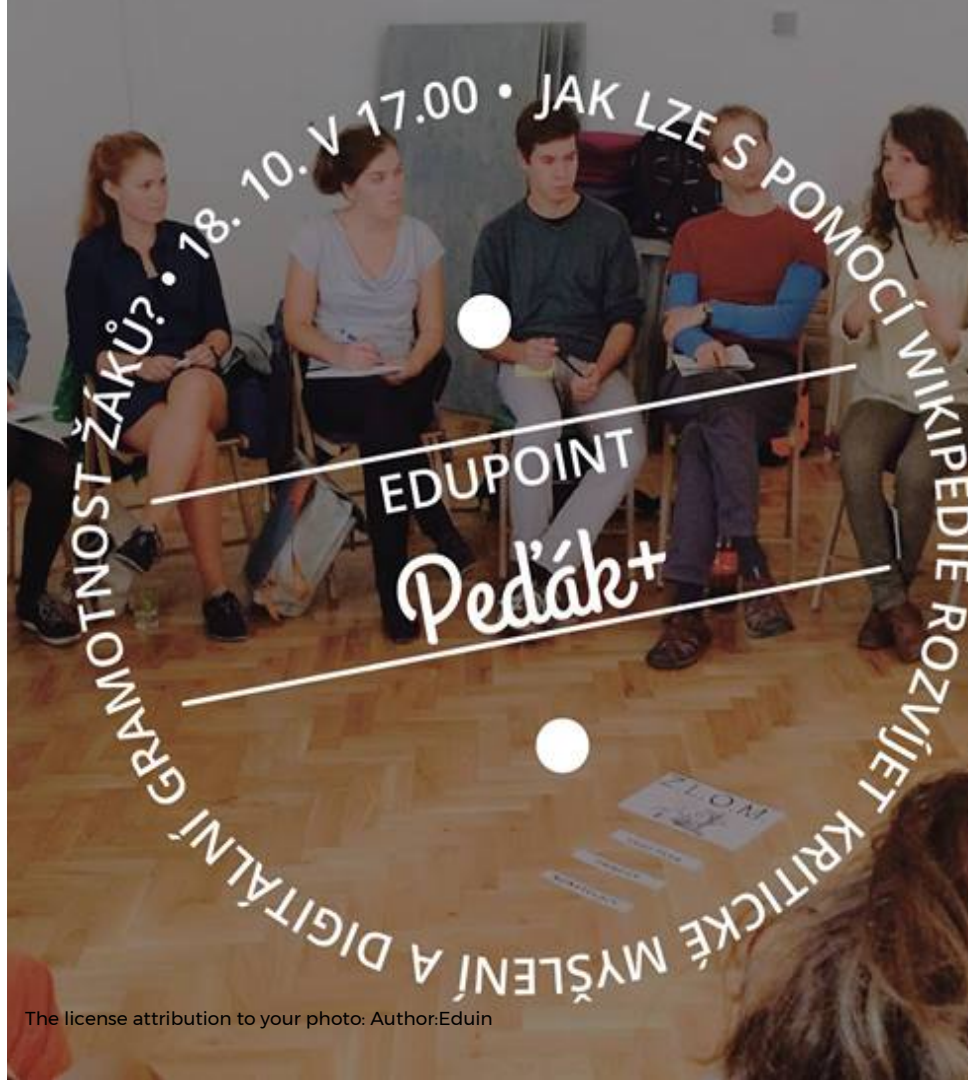 JAK LZE S POMOCÍ WIKIPEDIE ROZVÍJET KRITICKÉ MYŠLENÍ A DIGITÁLNÍ GRAMOTNOST ŽÁKŮ? • 18. 10. V 17.00 •
EDUPOINT
Peďák+
Z.L.O.M
The license attribution to your photo: Author:Eduin